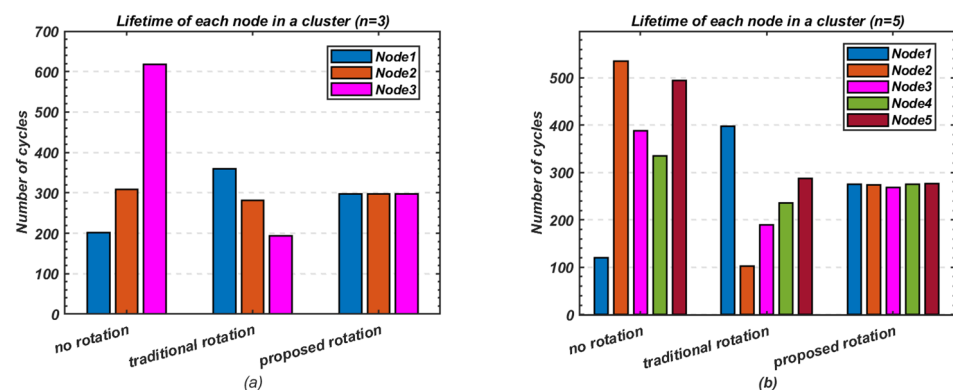 Lifetime of each node in a cluster (n=3)
Number of cycles
700
600
500
400
300
200
100
0
Node1
Node2
Node3
no rotation
traditional rotation
proposed rotation
(a)
Lifetime of each node in a cluster (n=5)
Number of cycles
500
400
300
200
100
0
Node1
Node2
Node3
Node4
Node5
no rotation
traditional rotation
proposed rotation
(b)